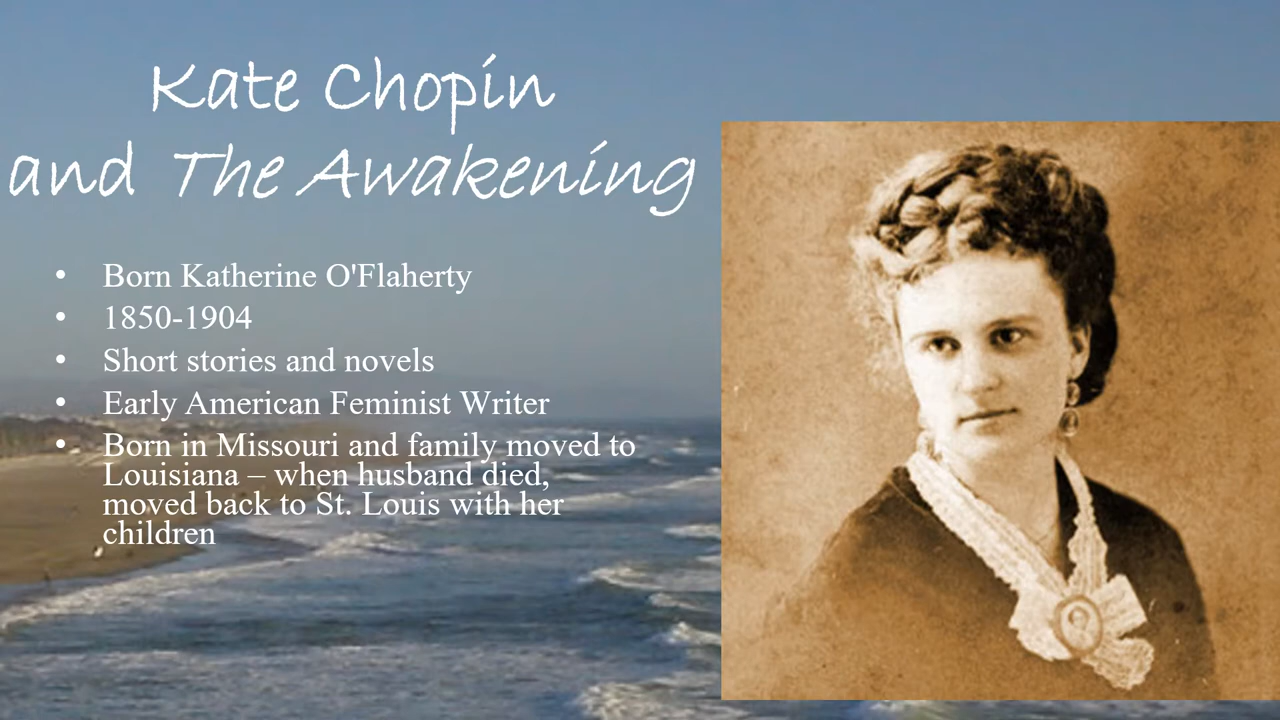 Kate Chopin
and The Awakening
• Born Katherine O'Flaherty
• 1850-1904
• Short stories and novels
• Early American Feminist Writer
• Born in Missouri and family moved to
Louisiana – when husband died,
moved back to St. Louis with her
children